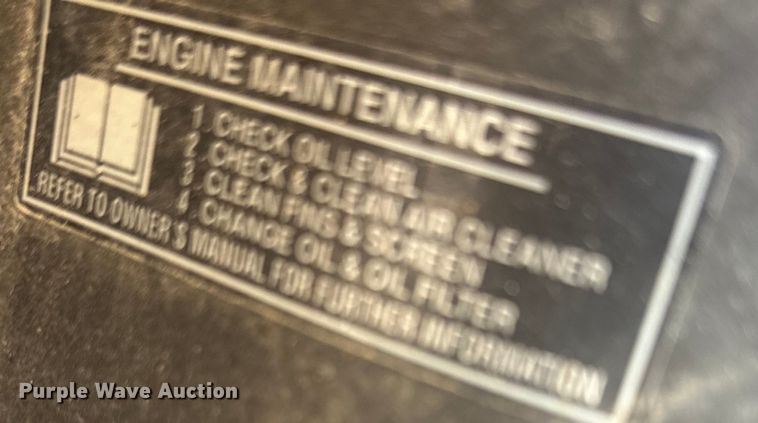 ENGINE MAINTENANCE
1 CHECK OIL LEVEL
2 CHECK & CLEAN AIR CLEANER
3 CLEAN FINS & SCREEN
4 CHANGE OIL & OIL FILTER
REFER TO OWNER'S MANUAL FOR FURTHER INFORMATION
Purple Wave Auction